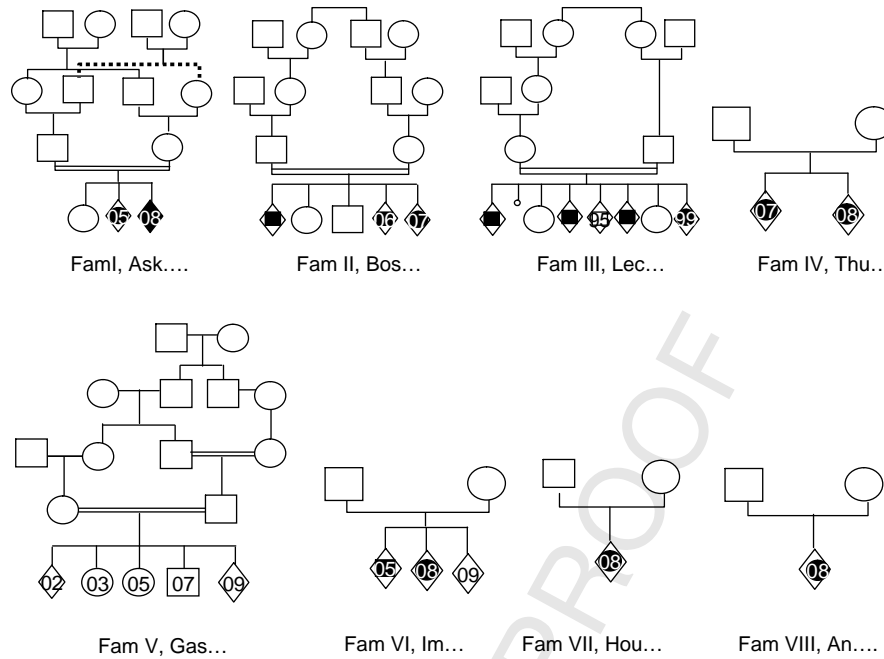 05 08
06 07
95 99
07 08
FamI, Ask....
Fam II, Bos...
Fam III, Lec...
Fam IV, Thu..
02 03 05 07 09
05 08 09
08
08
Fam V, Gas...
Fam VI, Im...
Fam VII, Hou...
Fam VIII, An....
PROOF